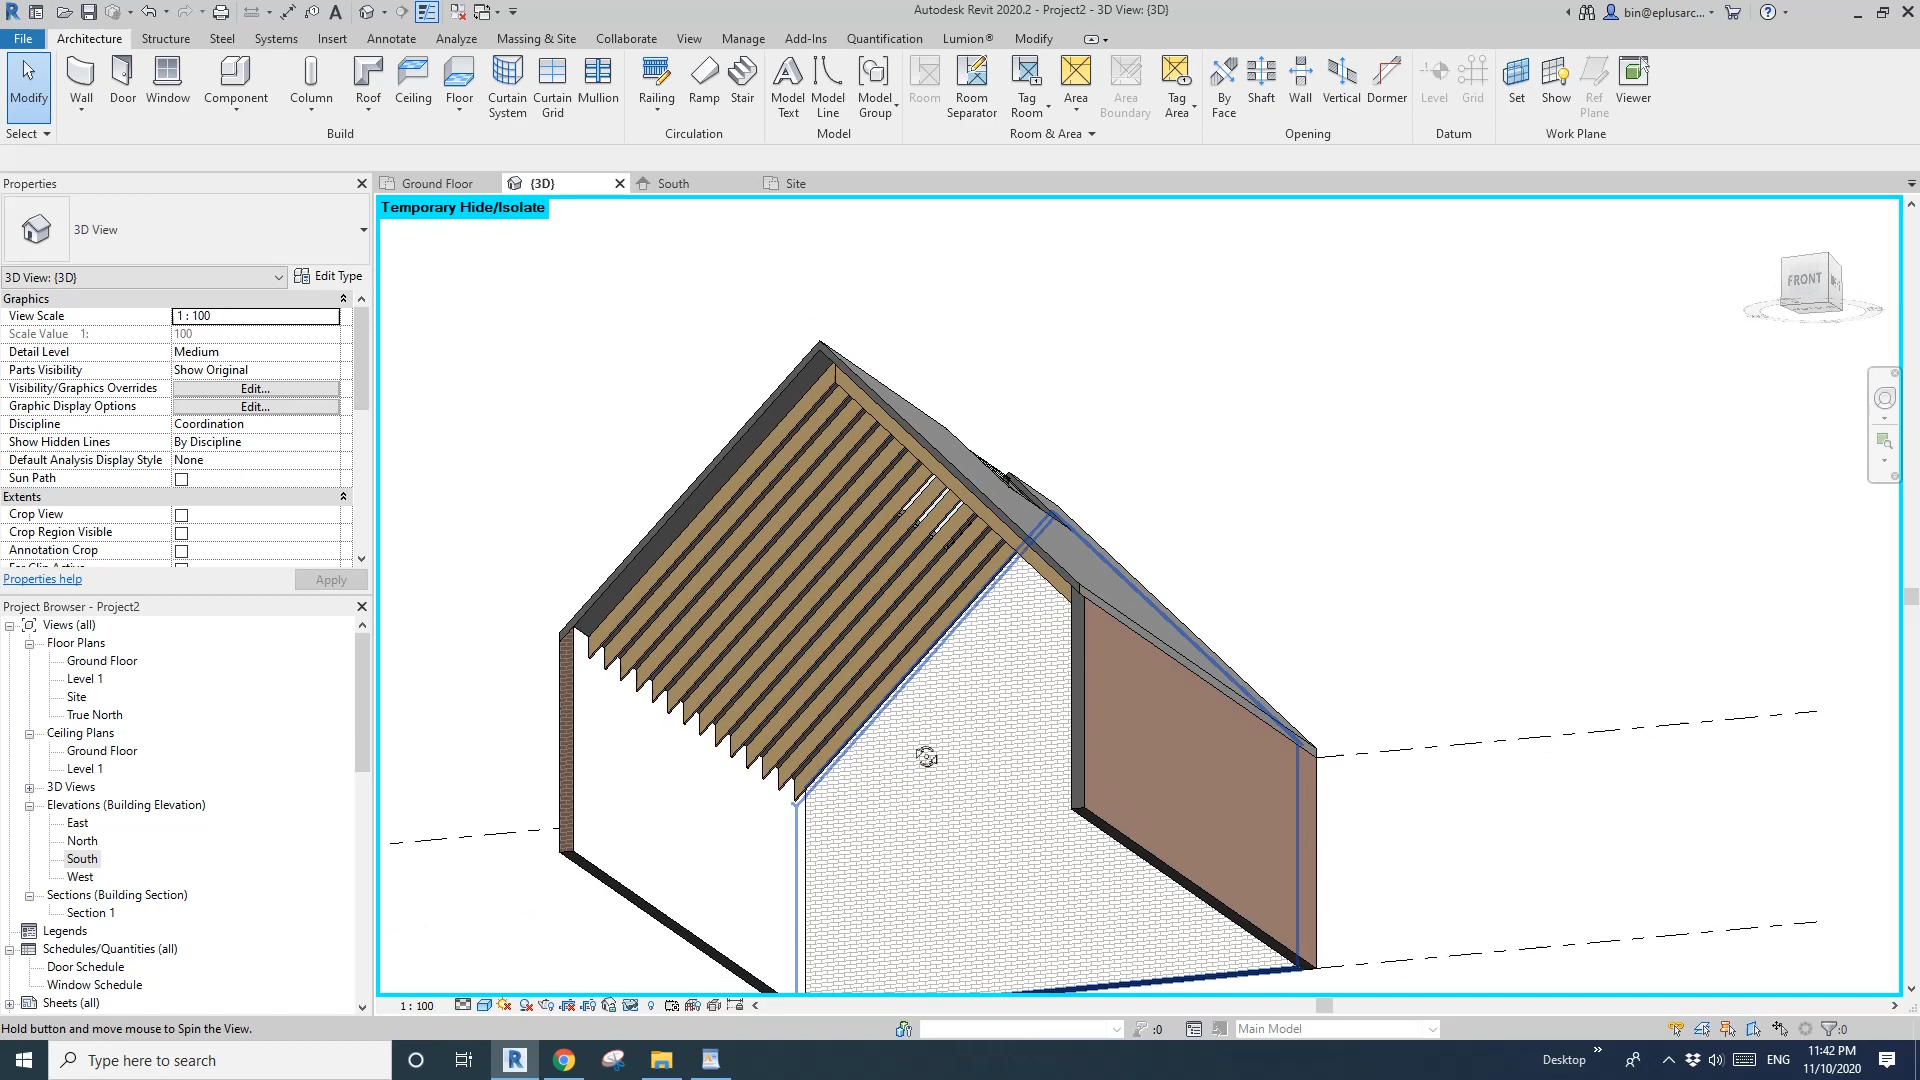 Autodesk Revit 2020.2 - Project2 - 3D View: {3D}
bin@eplusarc...
File Architecture Structure Steel Systems Insert Annotate Analyze Massing & Site Collaborate View Manage Add-Ins Quantification Lumion® Modify
Modify Wall Door Window Component Column Roof Ceiling Floor Curtain System Curtain Grid Mullion Railing Ramp Stair Model Text Model Line Model Group Room Room Separator Tag Room Area Area Boundary Tag Area By Face Shaft Wall Vertical Dormer Level Grid Set Show Ref Plane Viewer
Select Build Circulation Model Room & Area Opening Datum Work Plane
Properties
Ground Floor {3D} South Site
Temporary Hide/Isolate
3D View
3D View: {3D} Edit Type
Graphics
View Scale 1 : 100
Scale Value 1: 100
Detail Level Medium
Parts Visibility Show Original
Visibility/Graphics Overrides Edit...
Graphic Display Options Edit...
Discipline Coordination
Show Hidden Lines By Discipline
Default Analysis Display Style None
Sun Path
Extents
Crop View
Crop Region Visible
Annotation Crop
Properties help Apply
FRONT
Project Browser - Project2
Views (all)
Floor Plans
Ground Floor
Level 1
Site
True North
Ceiling Plans
Ground Floor
Level 1
3D Views
Elevations (Building Elevation)
East
North
South
West
Sections (Building Section)
Section 1
Legends
Schedules/Quantities (all)
Door Schedule
Window Schedule
Sheets (all)
1 : 100
Hold button and move mouse to Spin the View.
:0 Main Model :0
Type here to search
Desktop ENG
11:42 PM
11/10/2020